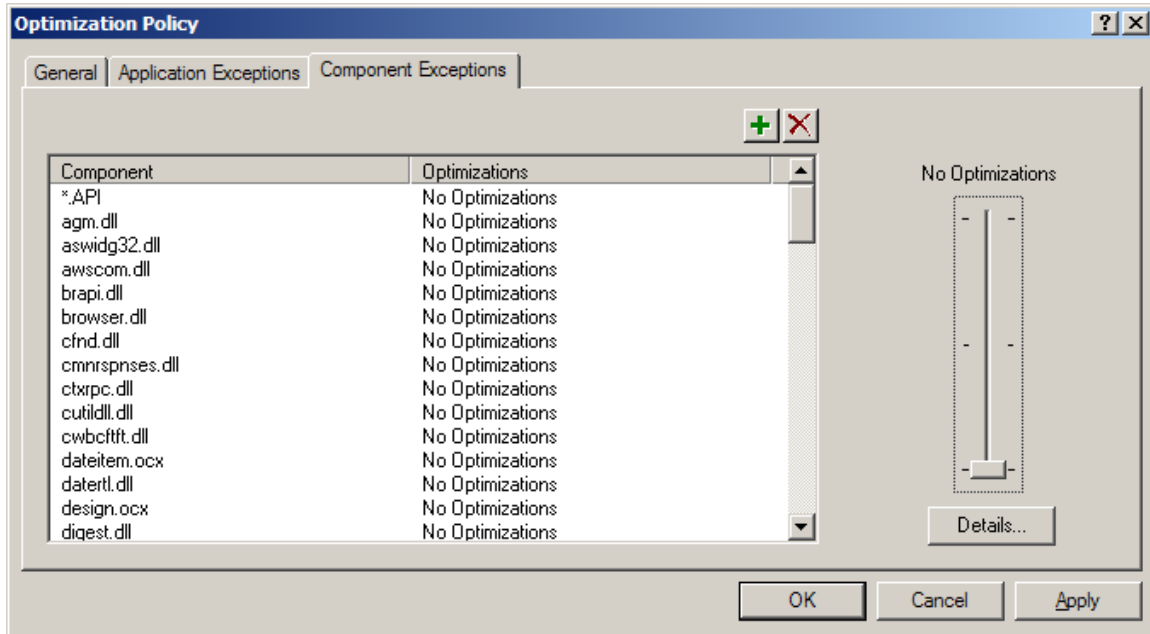 Optimization Policy
General Application Exceptions Component Exceptions
Component Optimizations
*.API No Optimizations
agm.dll No Optimizations
aswidg32.dll No Optimizations
awscom.dll No Optimizations
brapi.dll No Optimizations
browser.dll No Optimizations
cfnd.dll No Optimizations
cmnrspnses.dll No Optimizations
ctxrpc.dll No Optimizations
cutildll.dll No Optimizations
cwbcftft.dll No Optimizations
dateitem.ocx No Optimizations
datertl.dll No Optimizations
design.ocx No Optimizations
digest.dll No Optimizations
No Optimizations
Details...
OK Cancel Apply